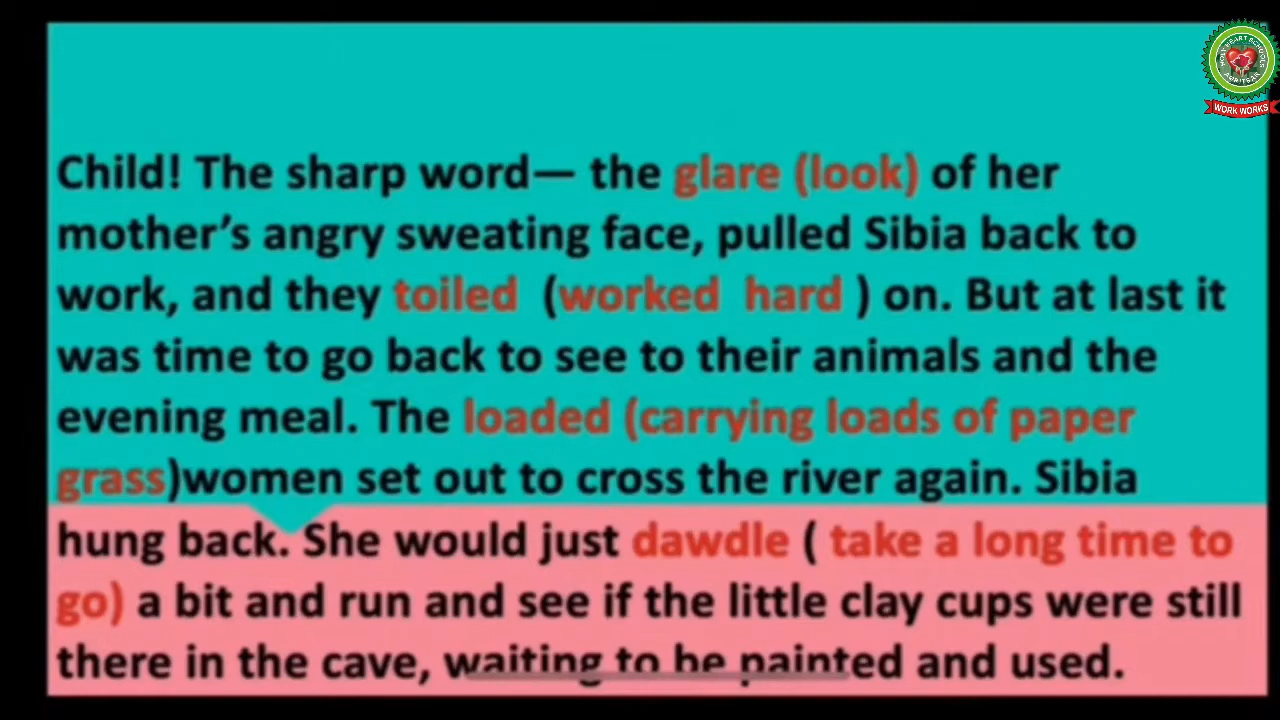 Child! The sharp word— the glare (look) of her
mother's angry sweating face, pulled Sibia back to
work, and they toiled (worked hard ) on. But at last it
was time to go back to see to their animals and the
evening meal. The loaded (carrying loads of paper
grass)women set out to cross the river again. Sibia
hung back. She would just dawdle ( take a long time to
go) a bit and run and see if the little clay cups were still
there in the cave, waiting to be painted and used.
WORK WORKS